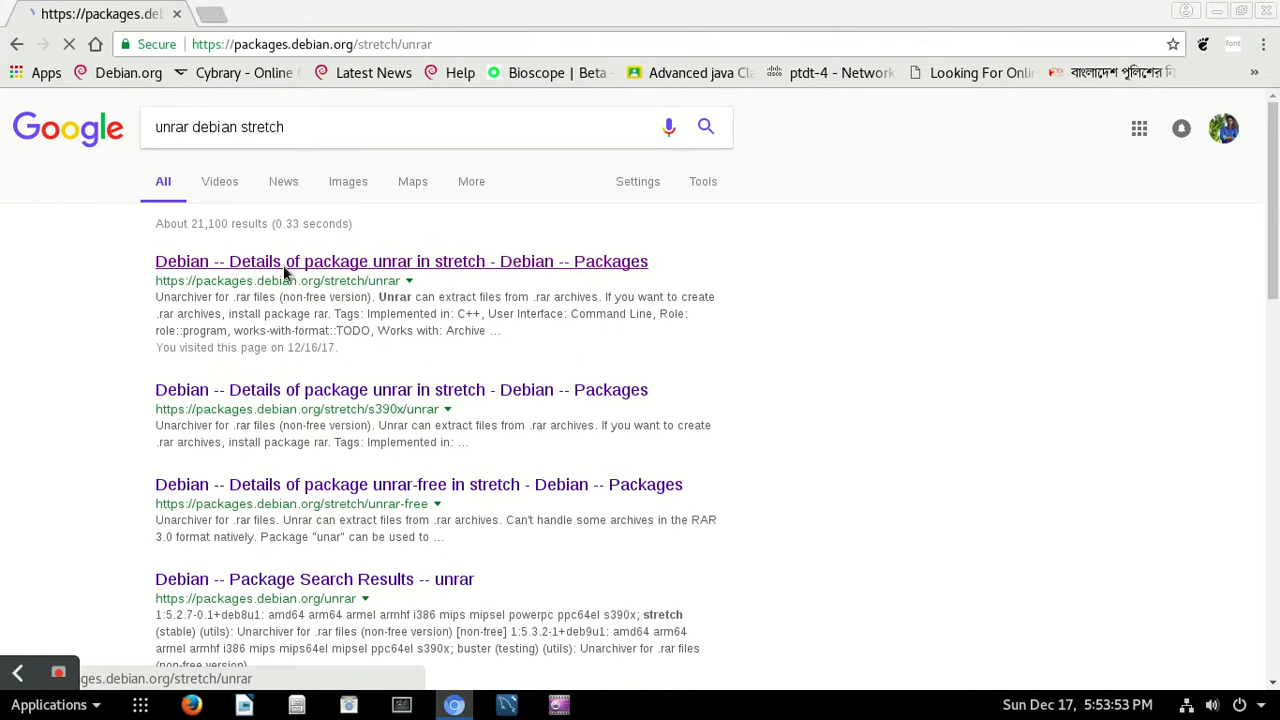 https://packages.deb
Secure https://packages.debian.org/stretch/unrar
font
Apps Debian.org Cybrary - Online Latest News Help Bioscope | Beta Advanced java Cla ptdt-4 - Network Looking For Onli বাংলাদেশ পুলিশের নি »
Google
unrar debian stretch
All Videos News Images Maps More Settings Tools
About 21,100 results (0.33 seconds)
Debian -- Details of package unrar in stretch - Debian -- Packages
https://packages.debian.org/stretch/unrar
Unarchiver for .rar files (non-free version). Unrar can extract files from .rar archives. If you want to create
.rar archives, install package rar. Tags: Implemented in: C++, User Interface: Command Line, Role:
role::program, works-with-format::TODO, Works with: Archive ...
You visited this page on 12/16/17.
Debian -- Details of package unrar in stretch - Debian -- Packages
https://packages.debian.org/stretch/s390x/unrar
Unarchiver for .rar files (non-free version). Unrar can extract files from .rar archives. If you want to create
.rar archives, install package rar. Tags: Implemented in: ...
Debian -- Details of package unrar-free in stretch - Debian -- Packages
https://packages.debian.org/stretch/unrar-free
Unarchiver for .rar files. Unrar can extract files from .rar archives. Can't handle some archives in the RAR
3.0 format natively. Package "unar" can be used to ...
Debian -- Package Search Results -- unrar
https://packages.debian.org/unrar
1:5.2.7-0.1+deb8u1: amd64 arm64 armel armhf i386 mips mipsel powerpc ppc64el s390x; stretch
(stable) (utils): Unarchiver for .rar files (non-free version) [non-free] 1:5.3.2-1+deb9u1: amd64 arm64
armel armhf i386 mips mips64el mipsel ppc64el s390x; buster (testing) (utils): Unarchiver for .rar files
(non-free version)
ges.debian.org/stretch/unrar
Applications Sun Dec 17, 5:53:53 PM